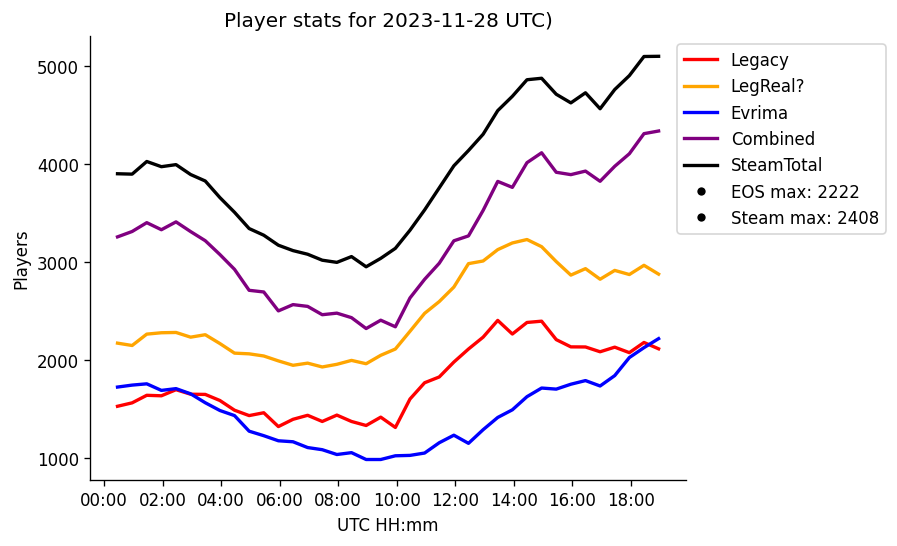 Player stats for 2023-11-28 UTC)
5000
4000
3000
2000
1000
Players
00:00 02:00 04:00 06:00 08:00 10:00 12:00 14:00 16:00 18:00
UTC HH:mm
Legacy
LegReal?
Evrima
Combined
SteamTotal
EOS max: 2222
Steam max: 2408